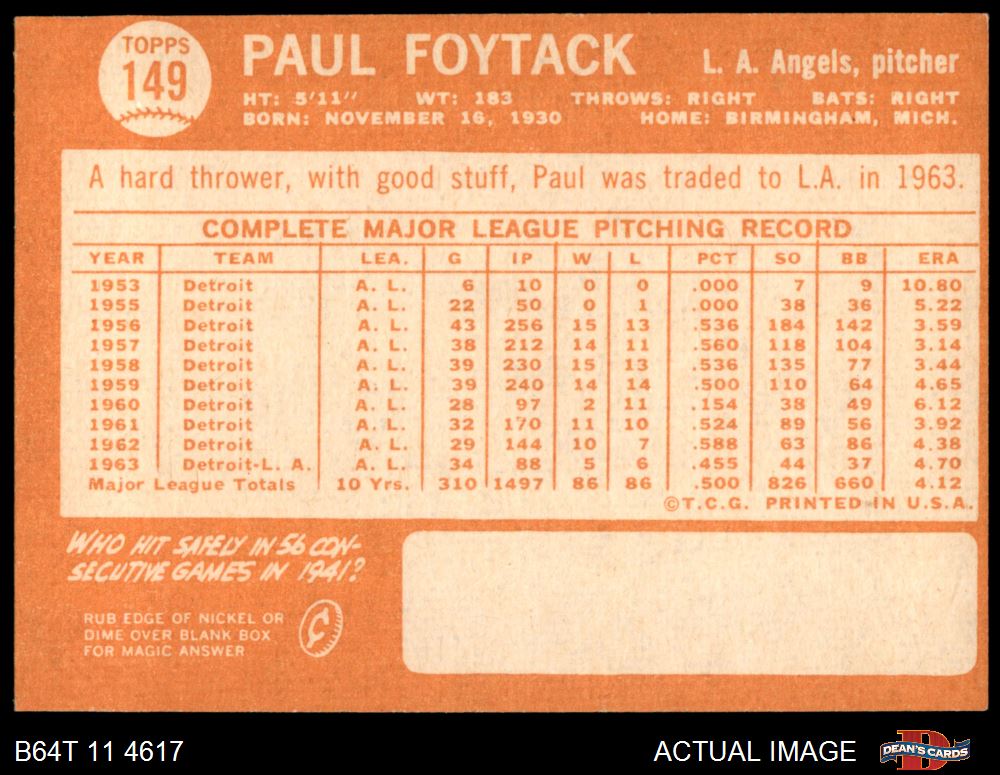 TOPPS
149
PAUL FOYTACK
L. A. Angels, pitcher
HT: 5'11" WT: 183 THROWS: RIGHT BATS: RIGHT
BORN: NOVEMBER 16, 1930 HOME: BIRMINGHAM, MICH.
A hard thrower, with good stuff, Paul was traded to L.A. in 1963.
COMPLETE MAJOR LEAGUE PITCHING RECORD
YEAR TEAM LEA. G IP W L PCT SO BB ERA
1953 Detroit A. L. 6 10 0 0 .000 7 9 10.80
1955 Detroit A. L. 22 50 0 1 .000 38 36 5.22
1956 Detroit A. L. 43 256 15 13 .536 184 142 3.59
1957 Detroit A. L. 38 212 14 11 .560 118 104 3.14
1958 Detroit A. L. 39 230 15 13 .536 135 77 3.44
1959 Detroit A. L. 39 240 14 14 .500 110 64 4.65
1960 Detroit A. L. 28 97 2 11 .154 38 49 6.12
1961 Detroit A. L. 32 170 11 10 .524 89 56 3.92
1962 Detroit A. L. 29 144 10 7 .588 63 86 4.38
1963 Detroit-L. A. A. L. 34 88 5 6 .455 44 37 4.70
Major League Totals 10 Yrs. 310 1497 86 86 .500 826 660 4.12
©T.C.G. PRINTED IN U.S.A.
WHO HIT SAFELY IN 56 CON-
SECUTIVE GAMES IN 1941?
RUB EDGE OF NICKEL OR
DIME OVER BLANK BOX
FOR MAGIC ANSWER
¢
B64T 11 4617
ACTUAL IMAGE
DEAN'S CARDS